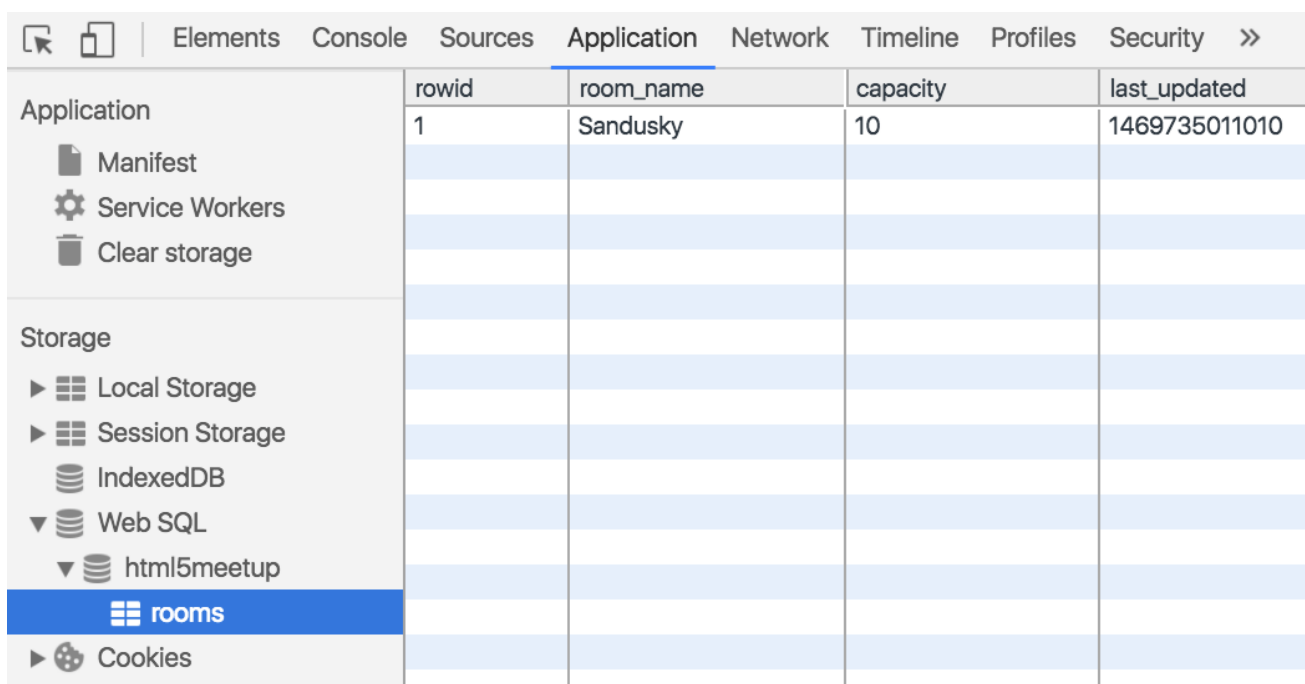 Elements Console Sources Application Network Timeline Profiles Security »
Application
Manifest
Service Workers
Clear storage
Storage
Local Storage
Session Storage
IndexedDB
Web SQL
html5meetup
rooms
Cookies
rowid room_name capacity last_updated
1 Sandusky 10 1469735011010